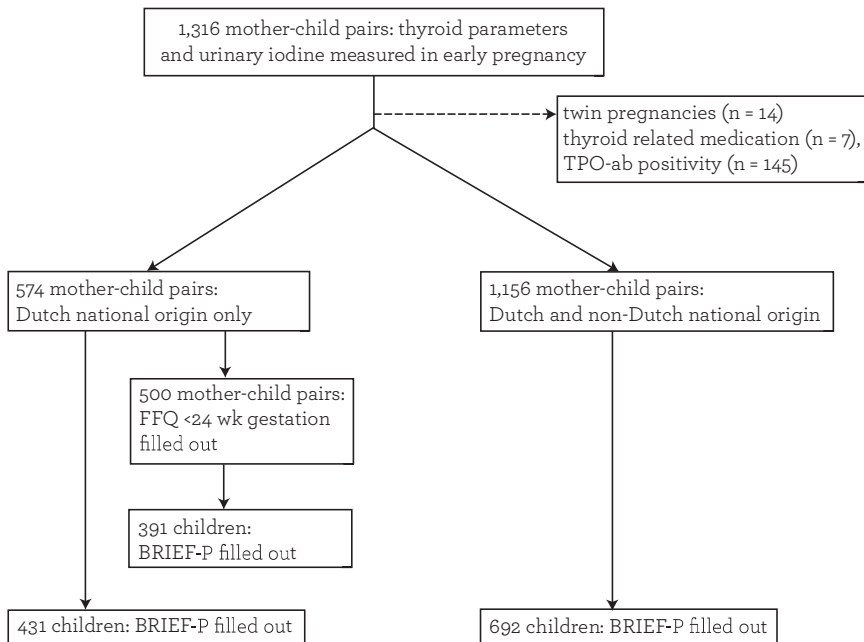 1,316 mother-child pairs: thyroid parameters
and urinary iodine measured in early pregnancy
twin pregnancies (n = 14)
thyroid related medication (n = 7),
TPO-ab positivity (n = 145)
574 mother-child pairs:
Dutch national origin only
1,156 mother-child pairs:
Dutch and non-Dutch national origin
500 mother-child pairs:
FFQ <24 wk gestation
filled out
391 children:
BRIEF-P filled out
431 children: BRIEF-P filled out
692 children: BRIEF-P filled out